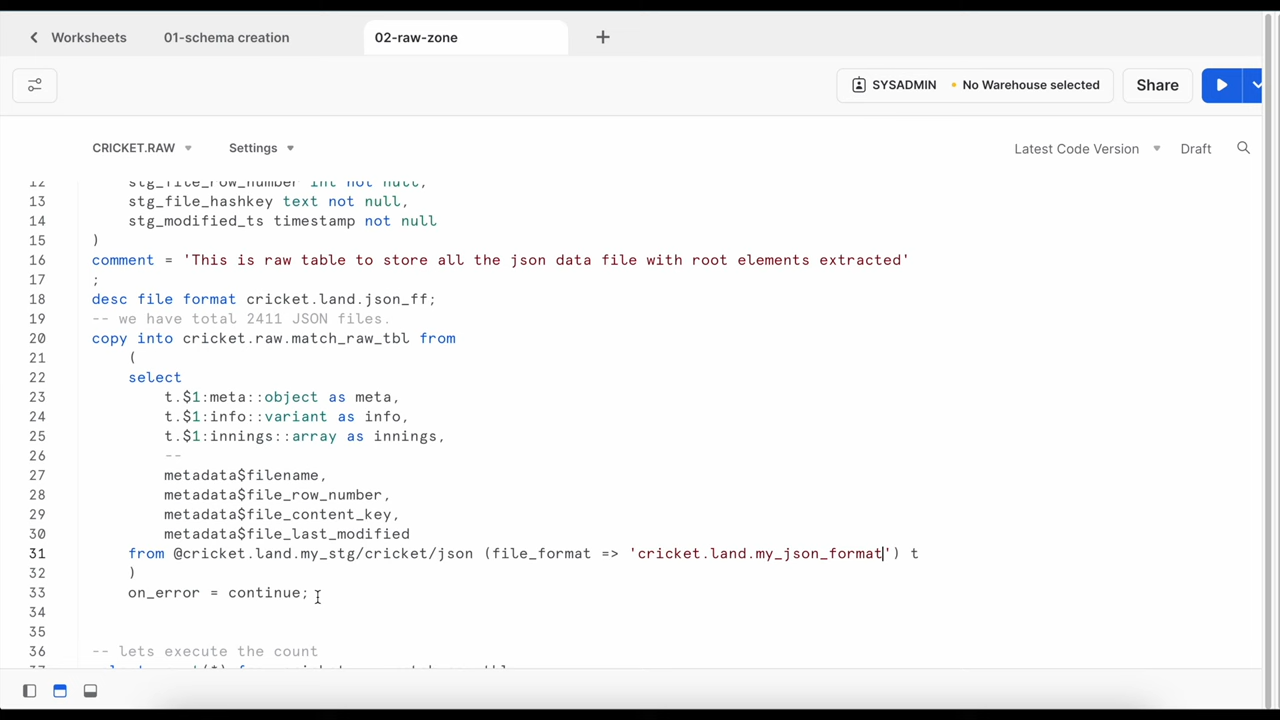 Worksheets 01-schema creation 02-raw-zone
SYSADMIN No Warehouse selected Share
CRICKET.RAW Settings Latest Code Version Draft
12 stg_file_row_number int not null,
13 stg_file_hashkey text not null,
14 stg_modified_ts timestamp not null
15 )
16 comment = 'This is raw table to store all the json data file with root elements extracted'
17 ;
18 desc file format cricket.land.json_ff;
19 -- we have total 2411 JSON files.
20 copy into cricket.raw.match_raw_tbl from
21 (
22 select
23 t.$1:meta::object as meta,
24 t.$1:info::variant as info,
25 t.$1:innings::array as innings,
26 --
27 metadata$filename,
28 metadata$file_row_number,
29 metadata$file_content_key,
30 metadata$file_last_modified
31 from @cricket.land.my_stg/cricket/json (file_format => 'cricket.land.my_json_format') t
32 )
33 on_error = continue;
34
35
36 -- lets execute the count
37